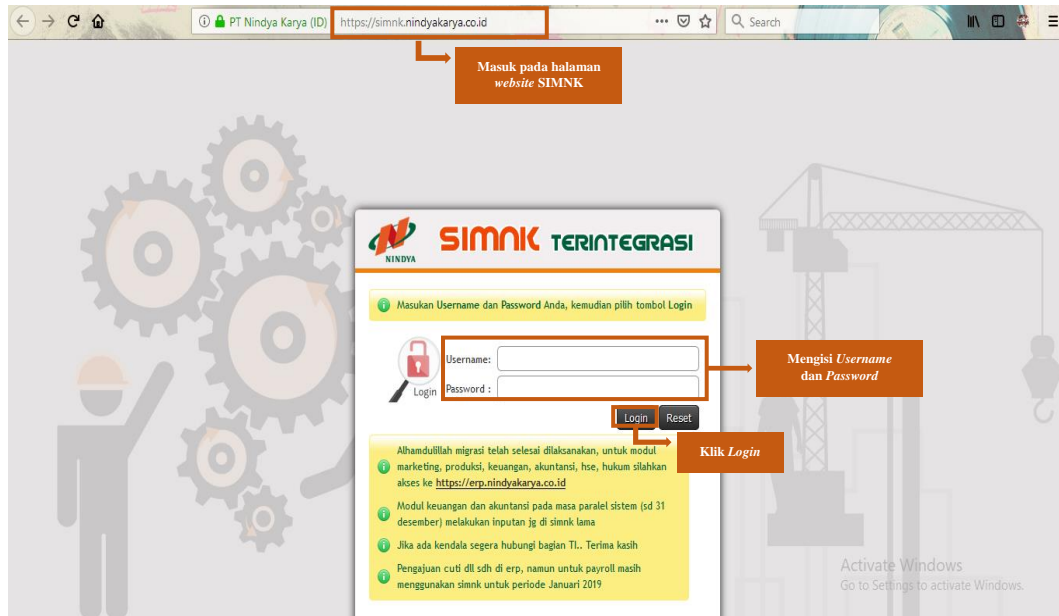 PT Nindya Karya (ID)
https://simnk.nindyakarya.co.id
Search
Masuk pada halaman
website SIMNK
NINDYA
SIMNK TERINTEGRASI
Masukan Username dan Password Anda, kemudian pilih tombol Login
Login
Username:
Password :
Mengisi Username
dan Password
Login Reset
Klik Login
Alhamdulillah migrasi telah selesai dilaksanakan, untuk modul
marketing, produksi, keuangan, akuntansi, hse, hukum silahkan
akses ke https://erp.nindyakarya.co.id
Modul keuangan dan akuntansi pada masa paralel sistem (sd 31
desember) melakukan inputan jg di simnk lama
Jika ada kendala segera hubungi bagian TI.. Terima kasih
Pengajuan cuti dll sdh di erp, namun untuk payroll masih
menggunakan simnk untuk periode Januari 2019
Activate Windows
Go to Settings to activate Windows.